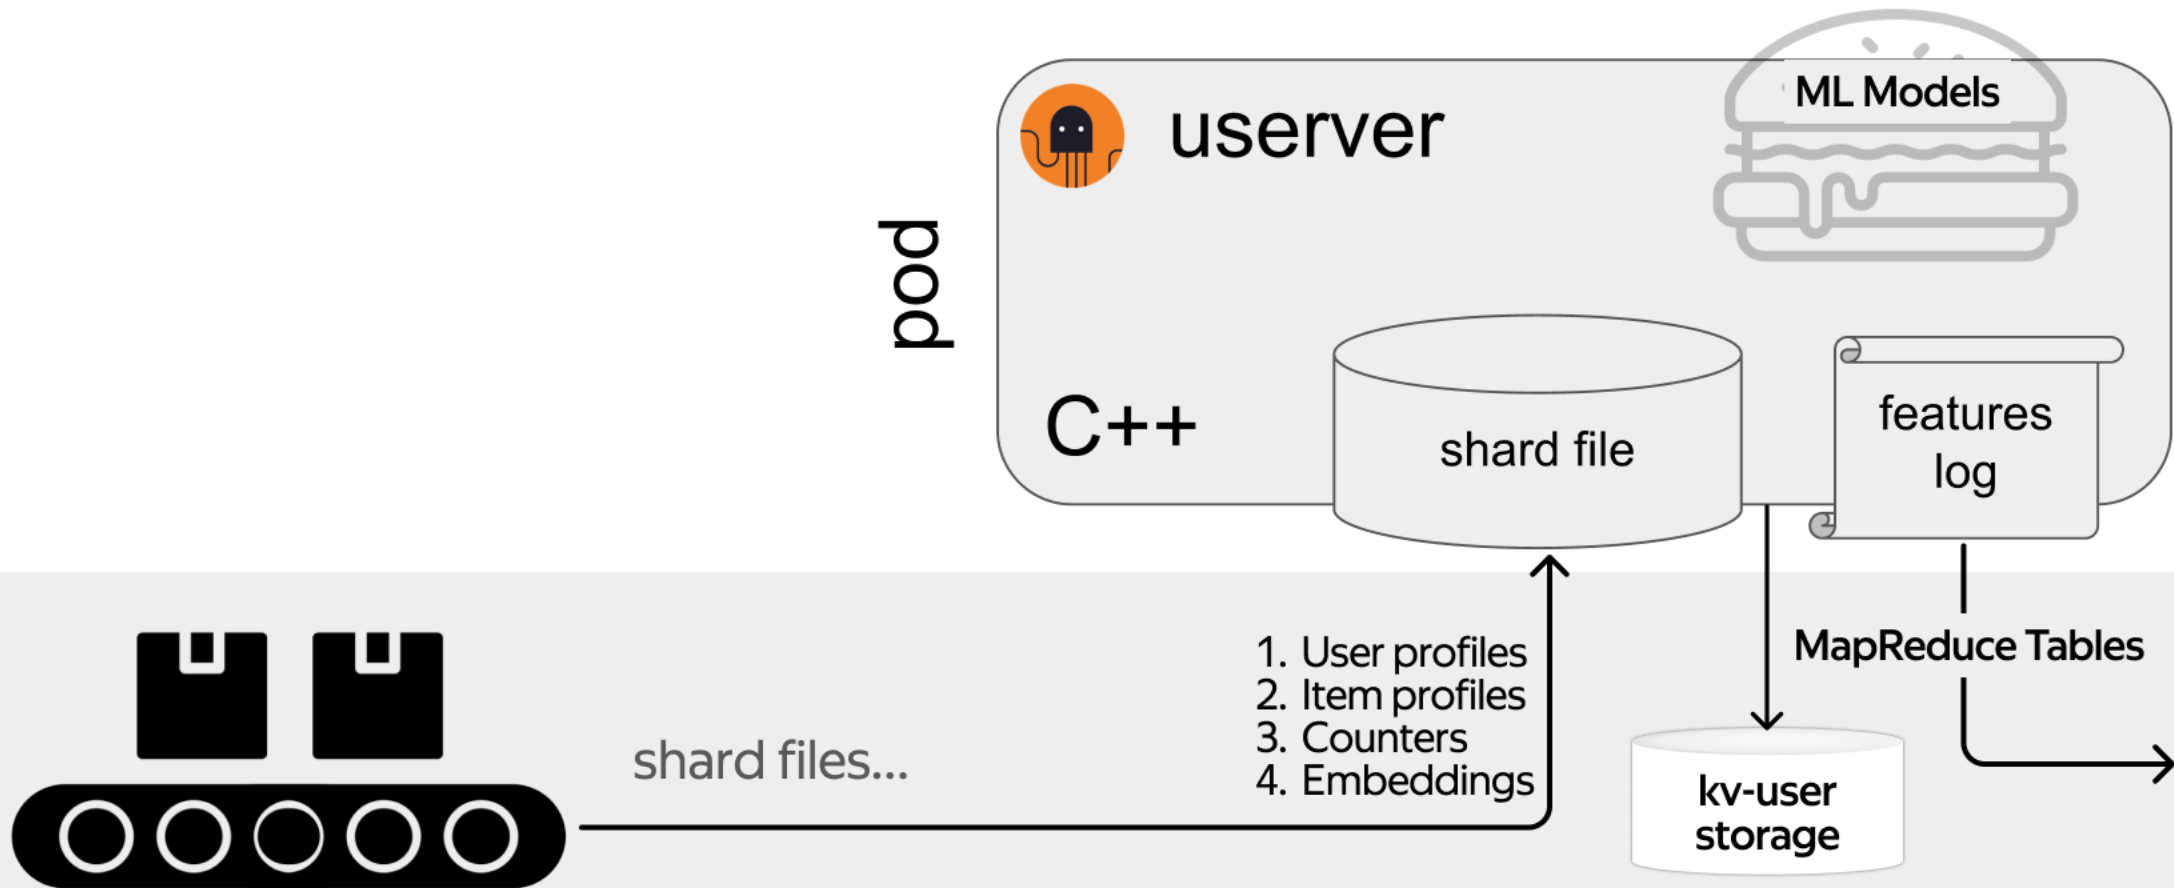 ML Models
userver
pod
C++
shard file
features
log
1. User profiles
2. Item profiles
3. Counters
4. Embeddings
MapReduce Tables
shard files...
kv-user
storage